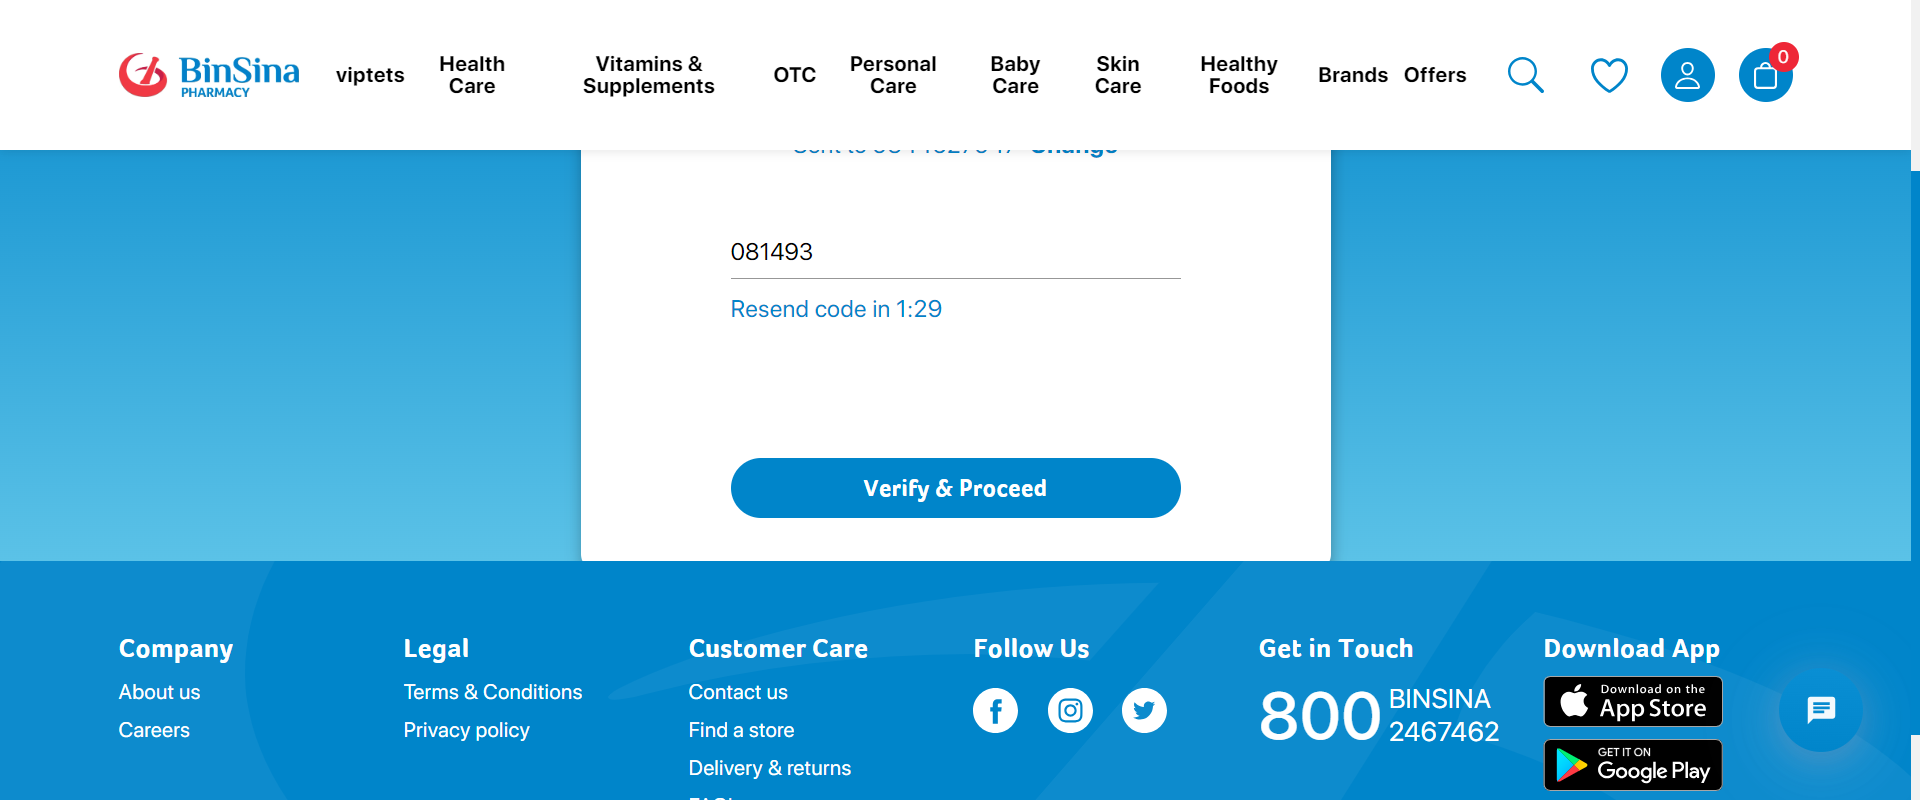 BinSina
PHARMACY
viptets
Health Care
Vitamins & Supplements
OTC
Personal Care
Baby Care
Skin Care
Healthy Foods
Brands
Offers
0
Change
081493
Resend code in 1:29
Verify & Proceed
Company
About us
Careers
Legal
Terms & Conditions
Privacy policy
Customer Care
Contact us
Find a store
Delivery & returns
Follow Us
Get in Touch
800 BINSINA
2467462
Download App
Download on the
App Store
GET IT ON
Google Play